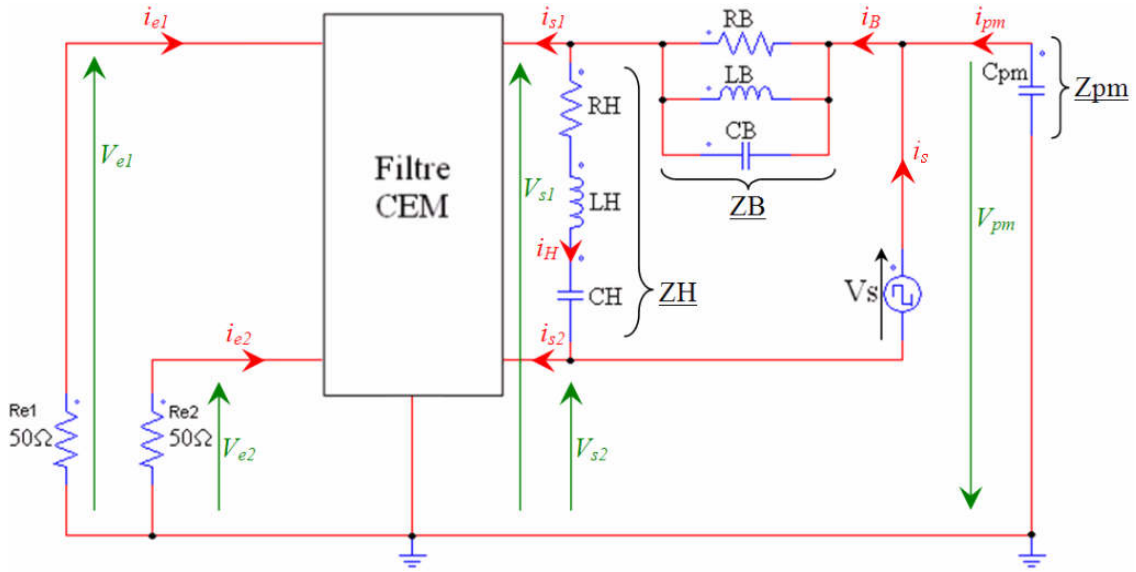 ie1
is1
RB
iB
ipm
LB
CB
ZB
Cpm
Zpm
RH
LH
iH
CH
ZH
Ve1
Filtre
CEM
Vs1
is
Vs
Vpm
ie2
is2
Re1
50Ω
Re2
50Ω
Ve2
Vs2